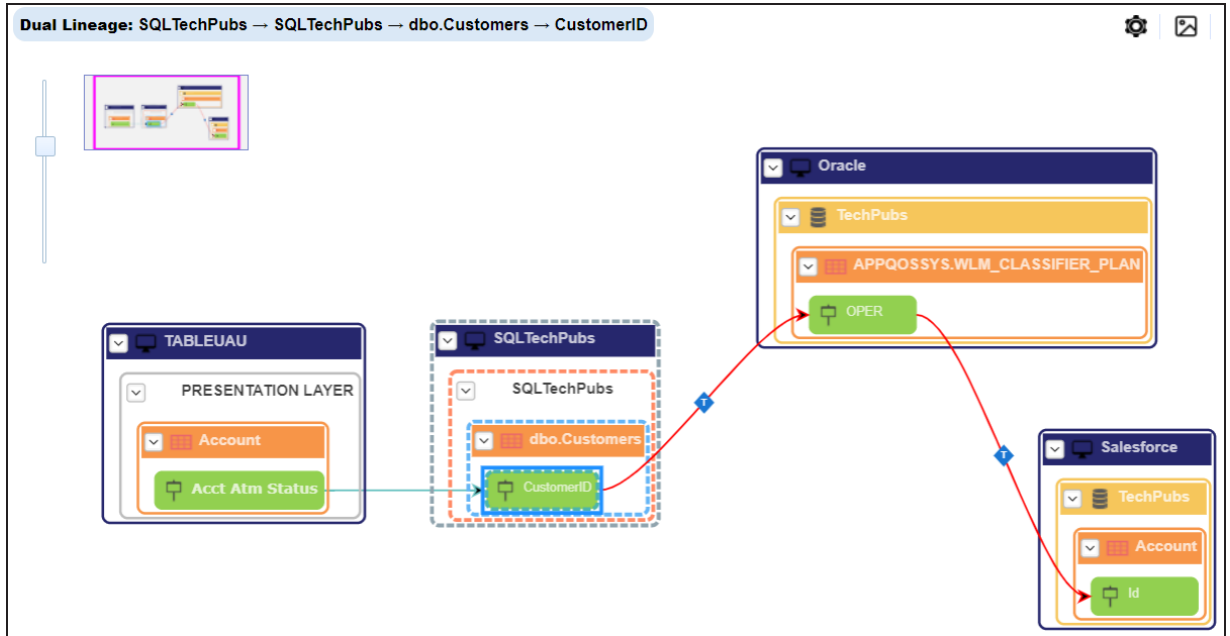 Dual Lineage: SQLTechPubs → SQLTechPubs → dbo.Customers → CustomerID
Oracle
TechPubs
APPQOSSYS.WLM_CLASSIFIER_PLAN
OPER
TABLEUAU
PRESENTATION LAYER
Account
Acct Atm Status
SQLTechPubs
SQLTechPubs
dbo.Customers
CustomerID
T
T
Salesforce
TechPubs
Account
Id